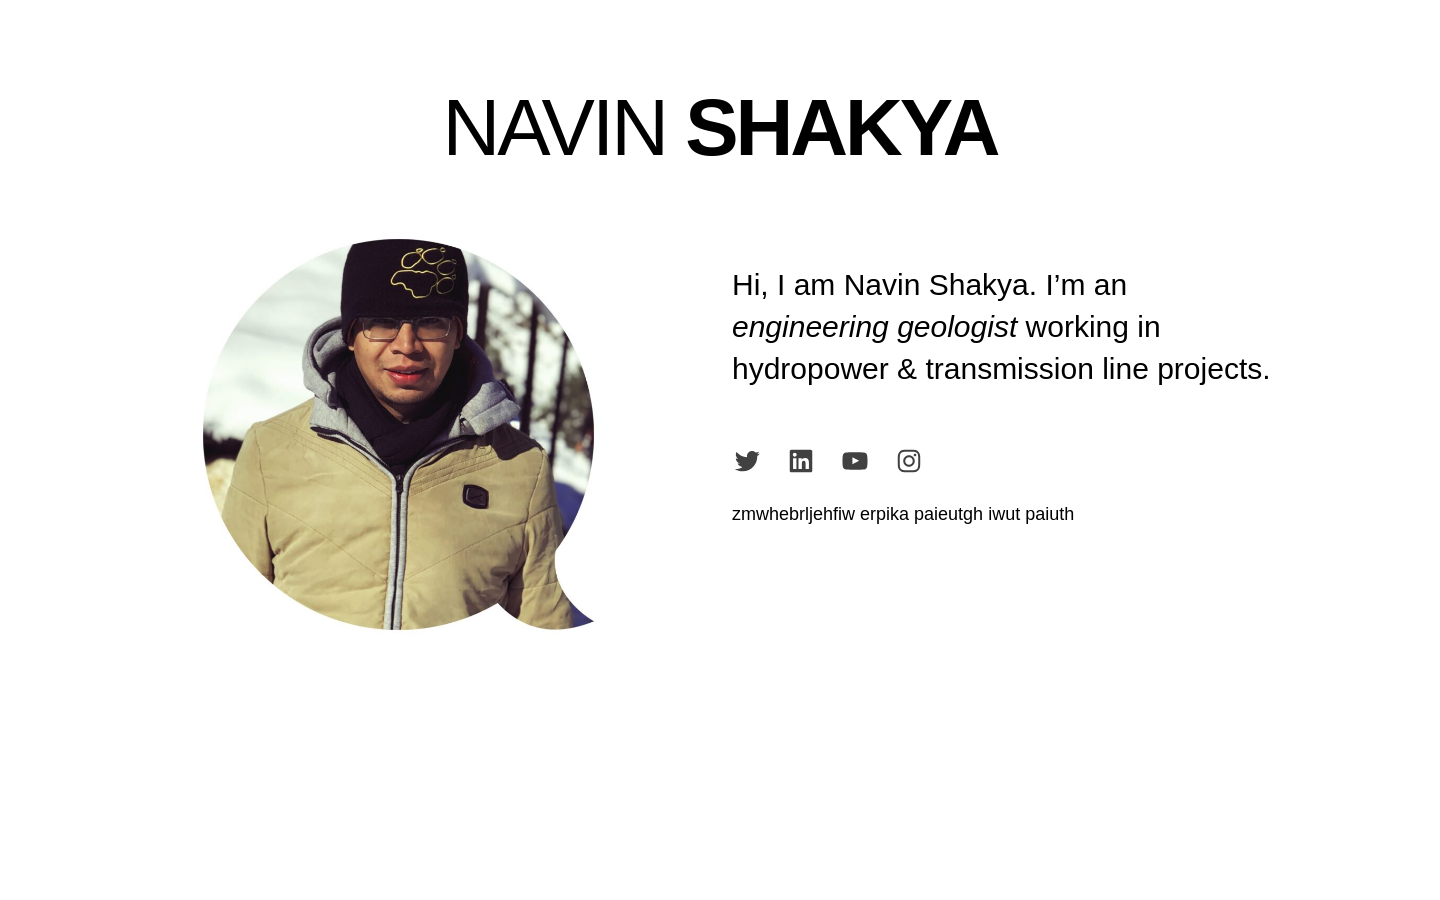 NAVIN SHAKYA
Hi, I am Navin Shakya. I’m an
engineering geologist working in
hydropower & transmission line projects.
zmwhebrljehfiw erpika paieutgh iwut paiuth